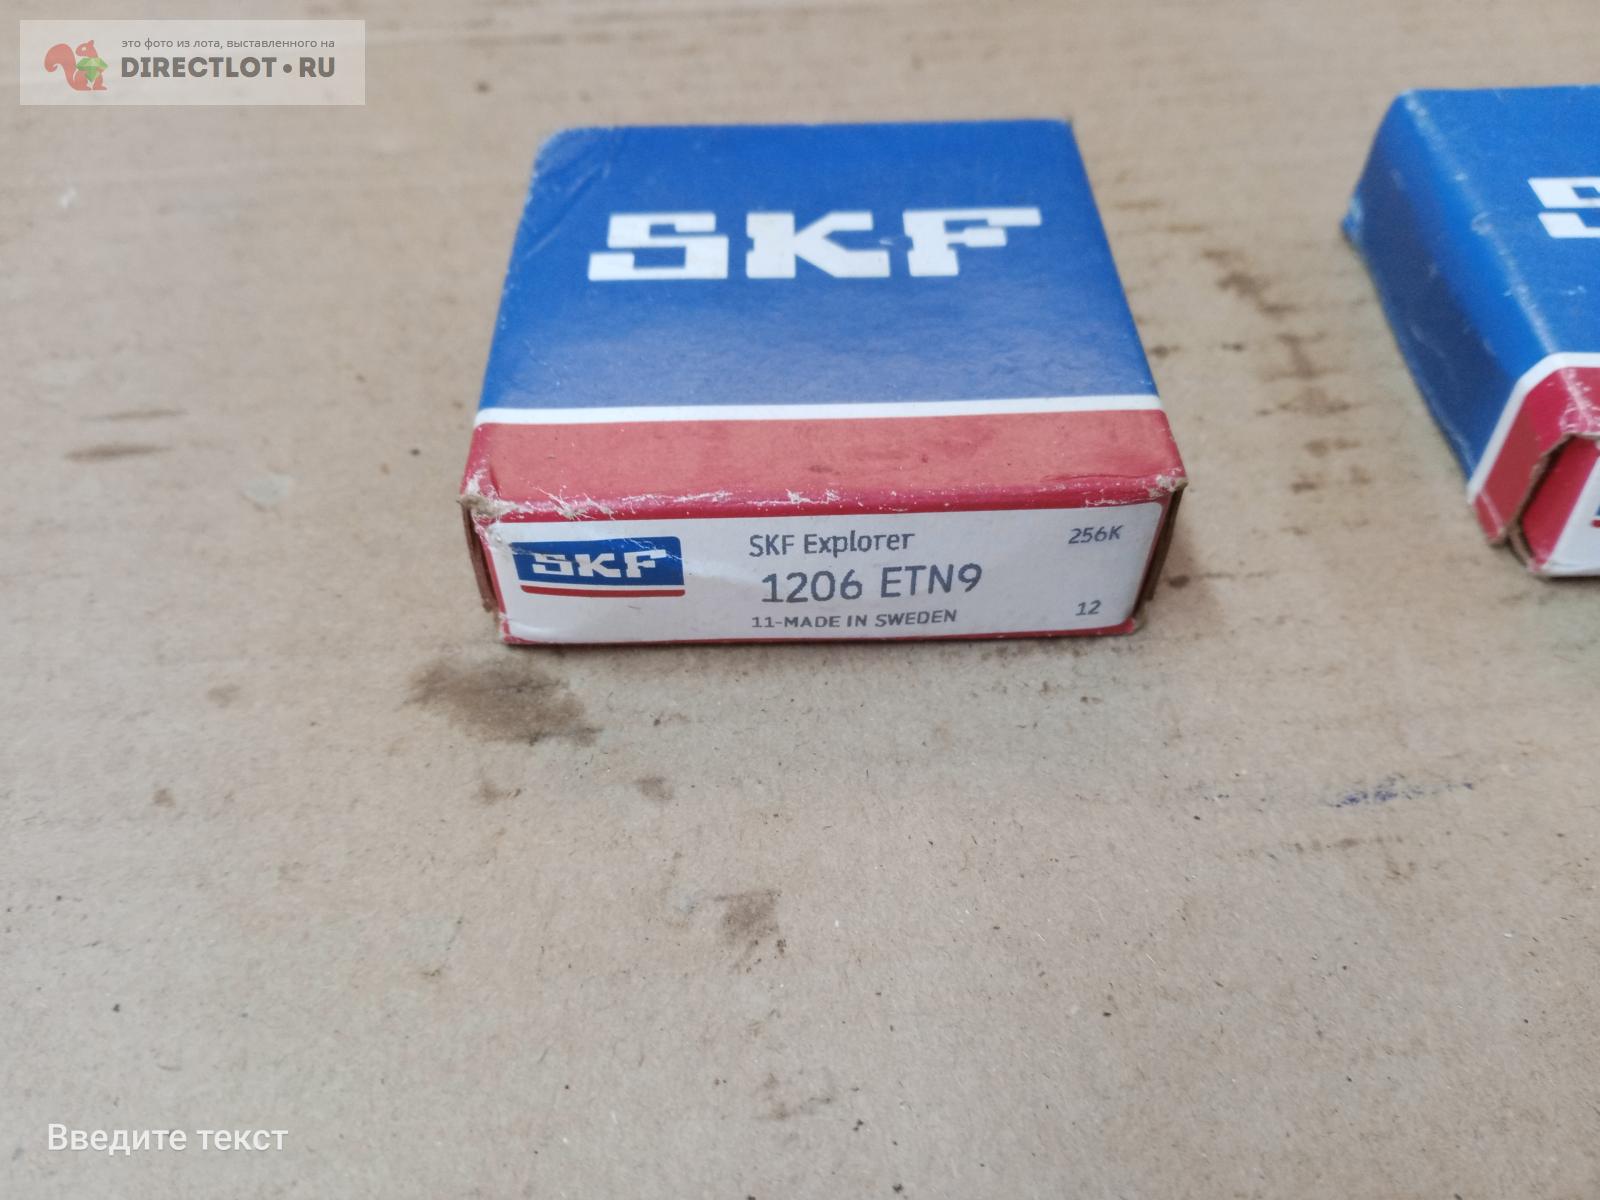 это фото из лота, выставленного на
DIRECTLOT•RU
SKF
SKF
SKF Explorer
256K
1206 ETN9
11-MADE IN SWEDEN
12
Введите текст